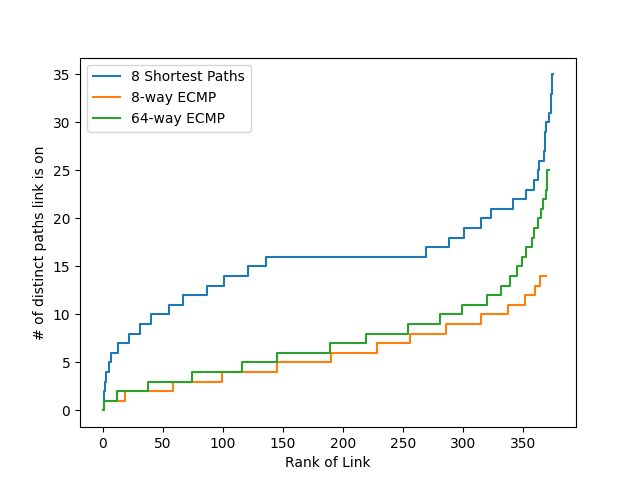 8 Shortest Paths
8-way ECMP
64-way ECMP
# of distinct paths link is on
35
30
25
20
15
10
5
0
0 50 100 150 200 250 300 350
Rank of Link